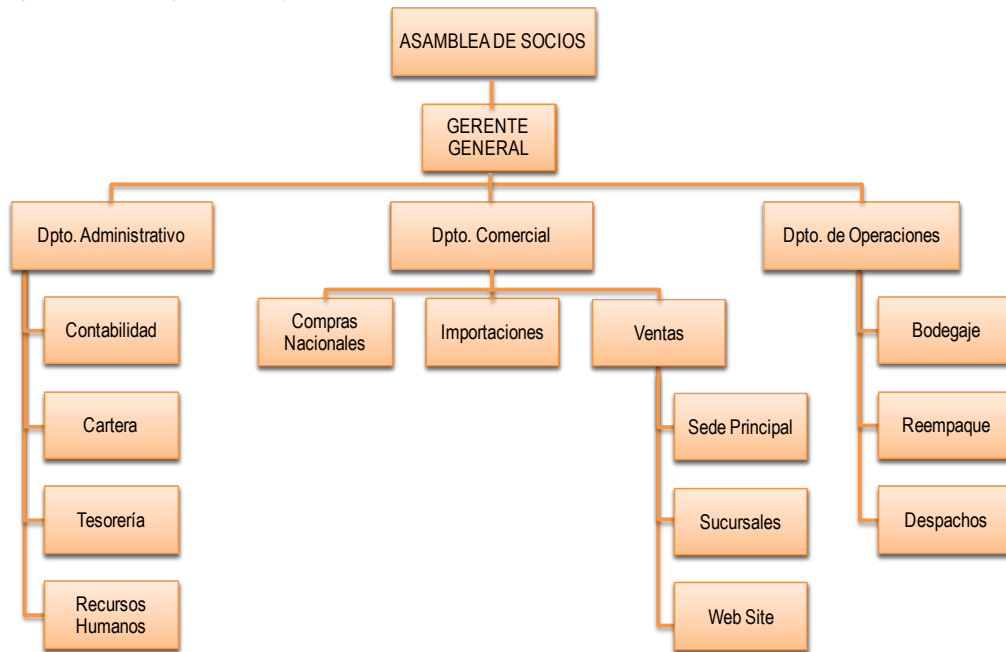 ASAMBLEA DE SOCIOS
GERENTE
GENERAL
Dpto. Administrativo
Dpto. Comercial
Dpto. de Operaciones
Contabilidad
Cartera
Tesorería
Recursos
Humanos
Compras
Nacionales
Importaciones
Ventas
Sede Principal
Sucursales
Web Site
Bodegaje
Reempaque
Despachos